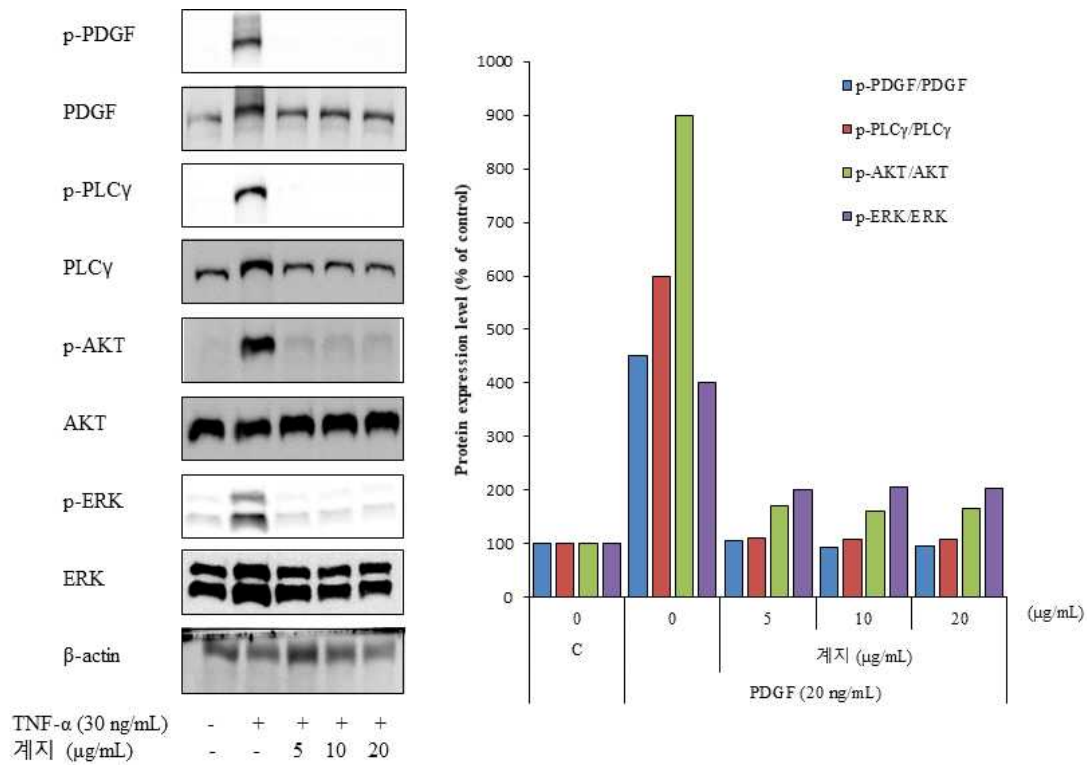 p-PDGF
PDGF
p-PLCγ
PLCγ
p-AKT
AKT
p-ERK
ERK
β-actin
TNF-α (30 ng/mL) - + + + +
계지 (μg/mL) - - 5 10 20
Protein expression level (% of control)
1000
900
800
700
600
500
400
300
200
100
0
p-PDGF/PDGF
p-PLCγ/PLCγ
p-AKT/AKT
p-ERK/ERK
0 0 5 10 20 (μg/mL)
C 계지 (μg/mL)
PDGF (20 ng/mL)